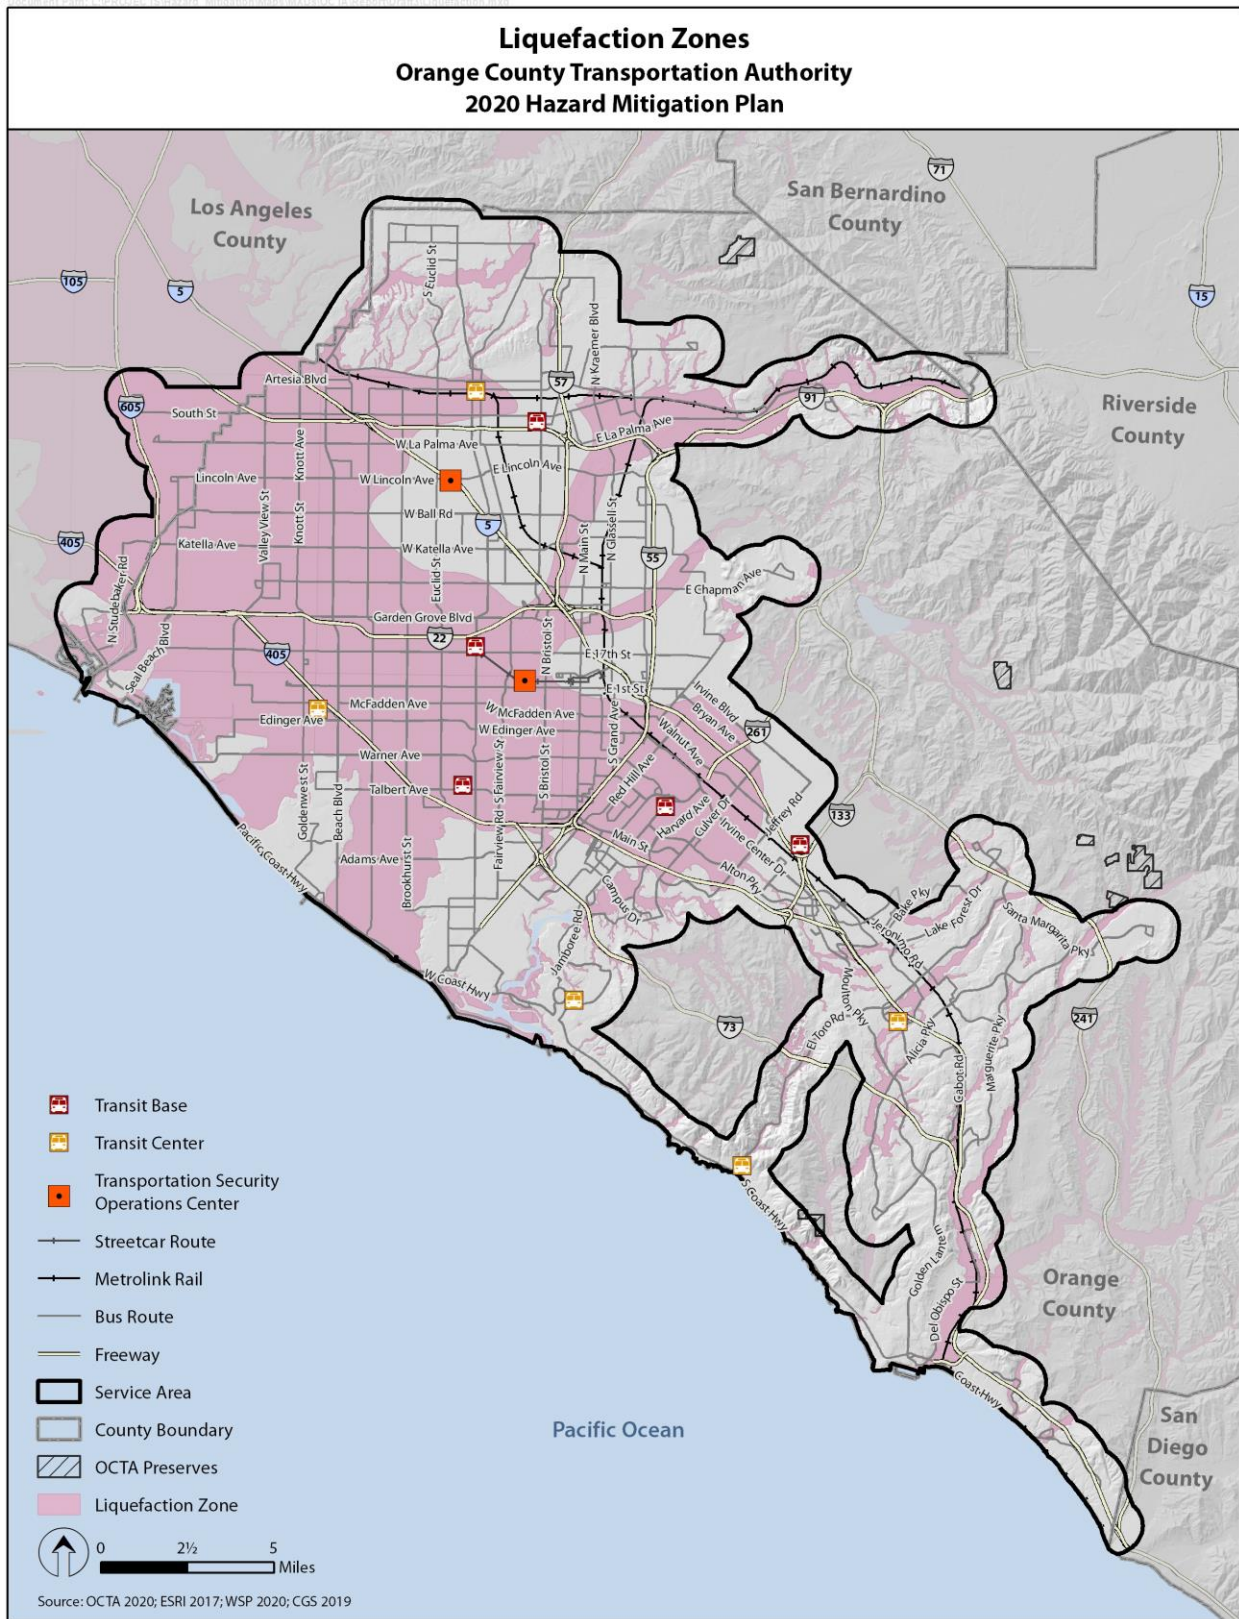 Liquefaction Zones
Orange County Transportation Authority
2020 Hazard Mitigation Plan
71
San Bernardino
County
Los Angeles
County
105
5
15
S Euclid St
N Kraemer Blvd
57
91
Riverside
County
Artesia Blvd
605
South St
E La Palma Ave
W La Palma Ave
Knott Ave
Lincoln Ave
W Lincoln Ave
E Lincoln Ave
W Ball Rd
5
Valley View St
Knott St
N Main St
N Glassell St
405
Katella Ave
W Katella Ave
55
Euclid St
E Chapman Ave
N Studebaker Rd
Garden Grove Blvd
22
N Bristol St
Seal Beach Blvd
405
E 17th St
E 1st St
McFadden Ave
W McFadden Ave
Irvine Blvd
Bryan Ave
Edinger Ave
W Edinger Ave
261
Walnut Ave
Warner Ave
S Fairview St
S Bristol St
S Grand Ave
Red Hill Ave
Talbert Ave
Goldenwest St
Beach Blvd
Harvard Ave
Culver Dr
Jeffrey Rd
133
Irvine Center Dr
Main St
Pacific Coast Hwy
Adams Ave
Brookhurst St
Fairview Rd
Alton Pky
Campus Dr
Bake Pky
Lake Forest Dr
Santa Margarita Pky
Jeronimo Rd
Jamboree Rd
W Coast Hwy
Moulton Pky
73
El Toro Rd
Alicia Pky
241
Marguerite Pky
Cabot Rd
S Coast Hwy
Golden Lantern
Del Obispo St
Orange
County
Coast Hwy
San
Diego
County
Pacific Ocean
Transit Base
Transit Center
Transportation Security
Operations Center
Streetcar Route
Metrolink Rail
Bus Route
Freeway
Service Area
County Boundary
OCTA Preserves
Liquefaction Zone
0 2½ 5
Miles
Source: OCTA 2020; ESRI 2017; WSP 2020; CGS 2019